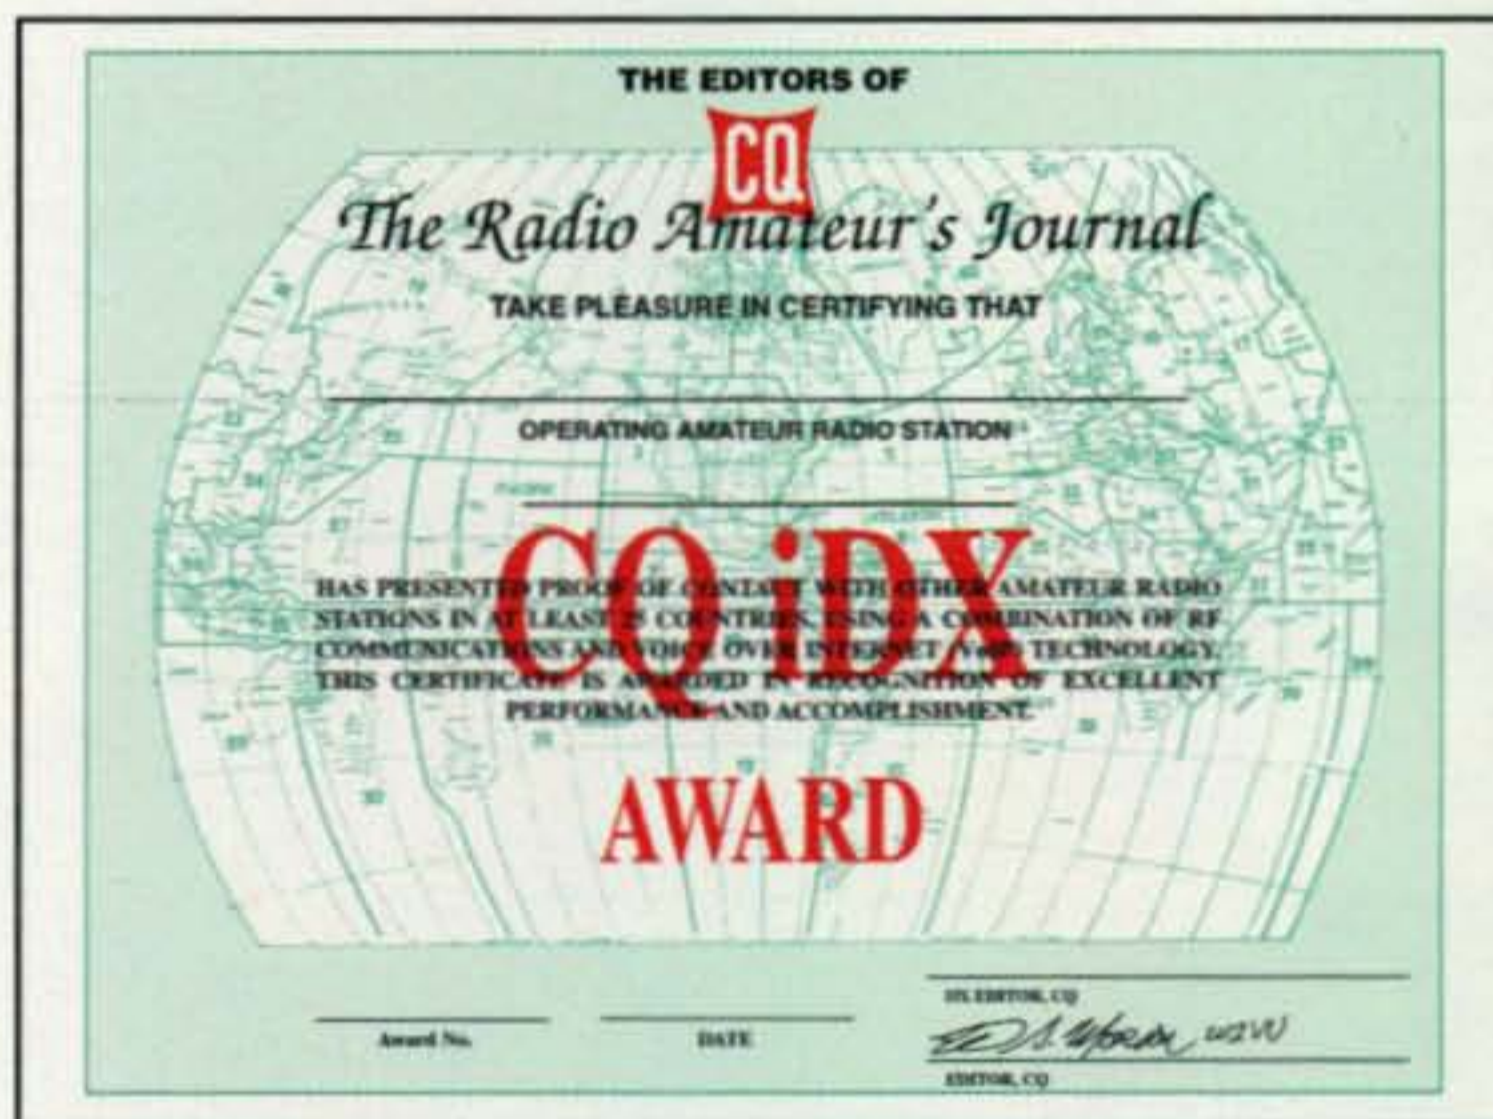 THE EDITORS OF
CQ
The Radio Amateur's Journal
TAKE PLEASURE IN CERTIFYING THAT
OPERATING AMATEUR RADIO STATION
CQ iDX
HAS PRESENTED PROOF OF CONTACT WITH OTHER AMATEUR RADIO
STATIONS IN AT LEAST 25 COUNTRIES, USING A COMBINATION OF RF
COMMUNICATIONS AND VOICE OVER INTERNET (VoIP) TECHNOLOGY.
THIS CERTIFICATE IS AWARDED IN RECOGNITION OF EXCELLENT
PERFORMANCE AND ACCOMPLISHMENT.
AWARD
Award No.
DATE
DX EDITOR, CQ
W2VU
EDITOR, CQ